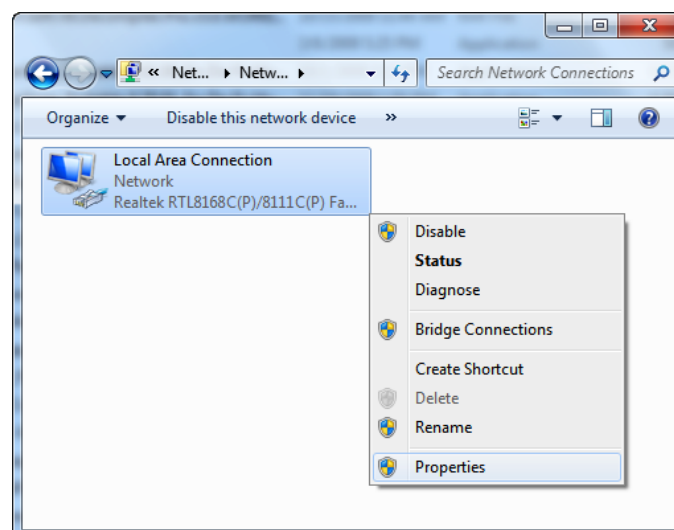 « Net... Netw...
Search Network Connections
Organize Disable this network device »
Local Area Connection
Network
Realtek RTL8168C(P)/8111C(P) Fa...
Disable
Status
Diagnose
Bridge Connections
Create Shortcut
Delete
Rename
Properties